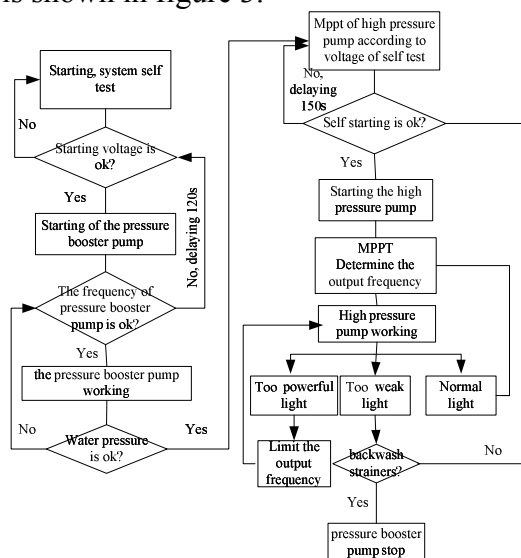 is shown in figure 3.
Starting, system self
test
No
Starting voltage is
ok?
Yes
Starting of the pressure
booster pump
No, delaying 120s
The frequency of
pressure booster
pump is ok?
Yes
the pressure booster pump
working
No
Water pressure
is ok?
Yes
Mppt of high pressure
pump according to
voltage of self test
No,
delaying
150s
Self starting is ok?
Yes
Starting the high
pressure pump
MPPT
Determine the
output frequency
High pressure
pump working
Too powerful
light
Too weak
light
Normal
light
Limit the
output
frequency
backwash
strainers?
No
Yes
pressure booster
pump stop